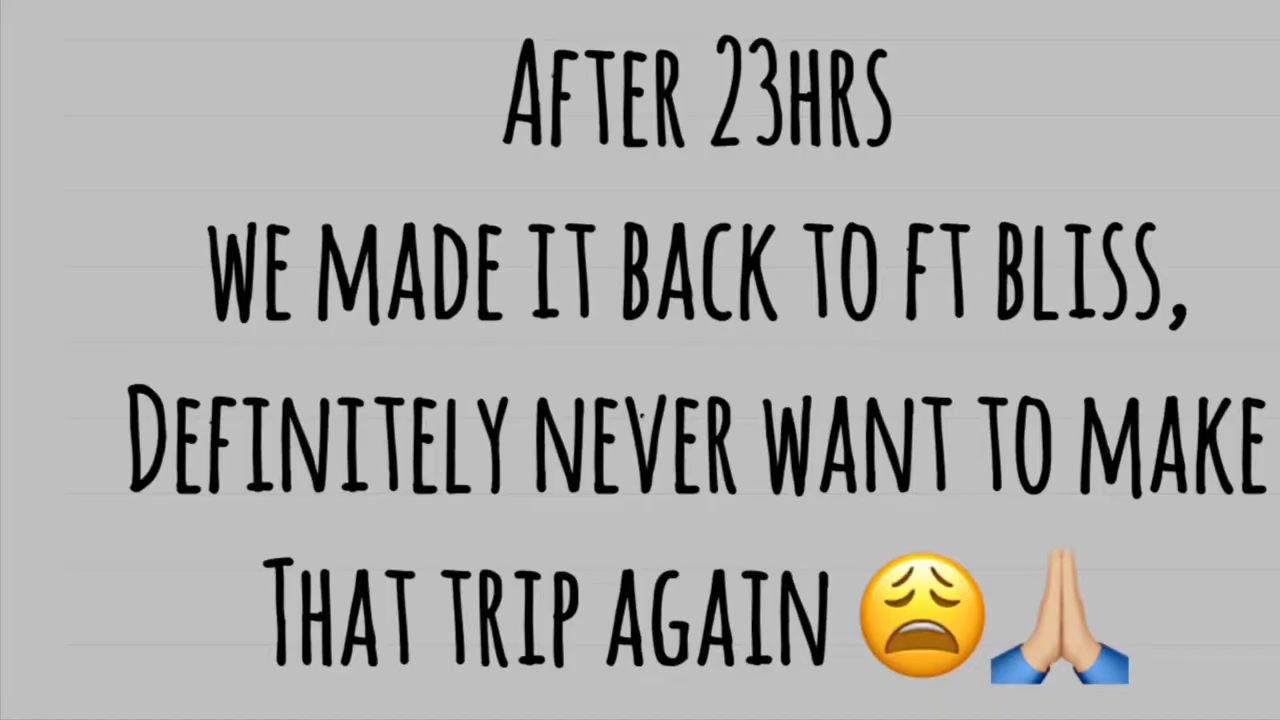 After 23hrs
we made it back to ft bliss,
Definitely never want to make
That trip again 😩🙏🏼